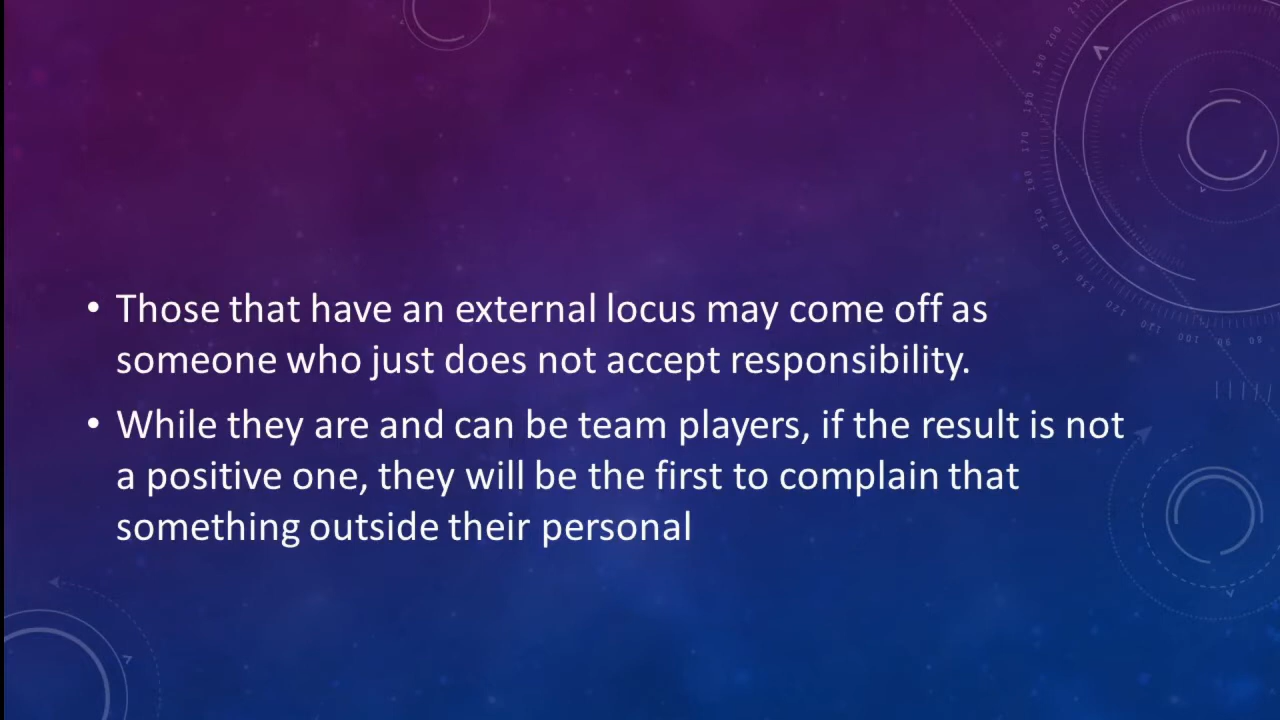 • Those that have an external locus may come off as
someone who just does not accept responsibility.
• While they are and can be team players, if the result is not
a positive one, they will be the first to complain that
something outside their personal